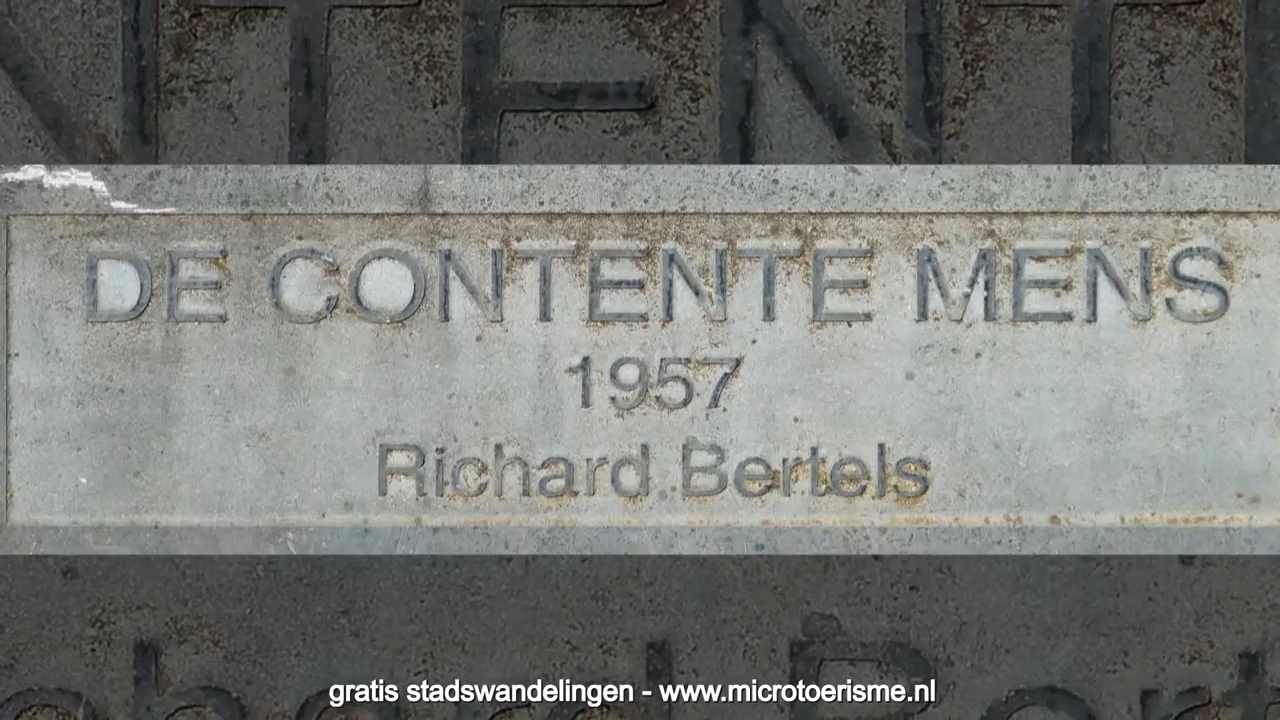 DE CONTENTE MENS
1957
Richard Bertels
gratis stadswandelingen - www.microtoerisme.nl